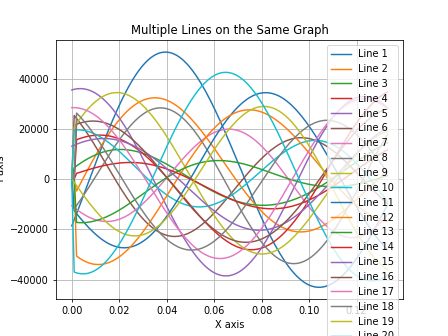 Multiple Lines on the Same Graph
40000
20000
0
−20000
−40000
0.00
0.02
0.04
0.06
0.08
0.10
X axis
Line 1
Line 2
Line 3
Line 4
Line 5
Line 6
Line 7
Line 8
Line 9
Line 10
Line 11
Line 12
Line 13
Line 14
Line 15
Line 16
Line 17
Line 18
Line 19
Line 20